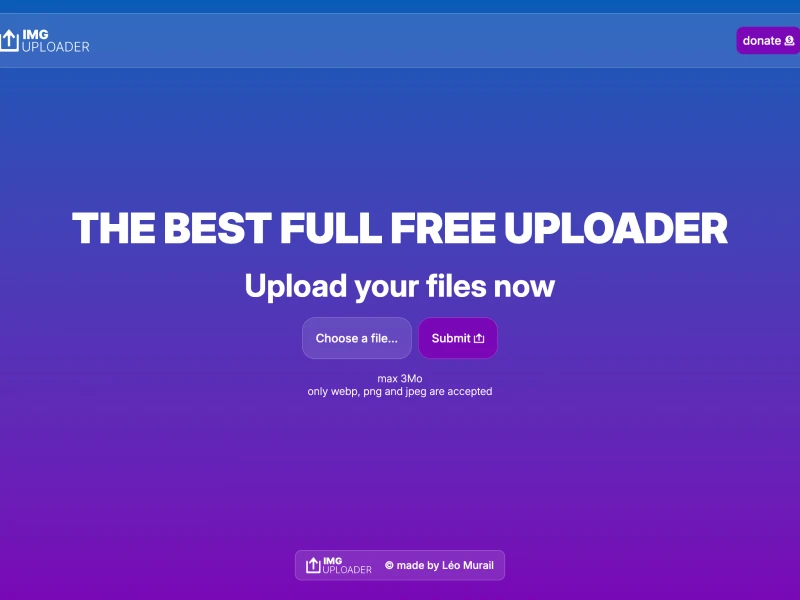 IMG
UPLOADER
donate
THE BEST FULL FREE UPLOADER
Upload your files now
Choose a file...
Submit
max 3Mo
only webp, png and jpeg are accepted
IMG
UPLOADER
© made by Léo Murail